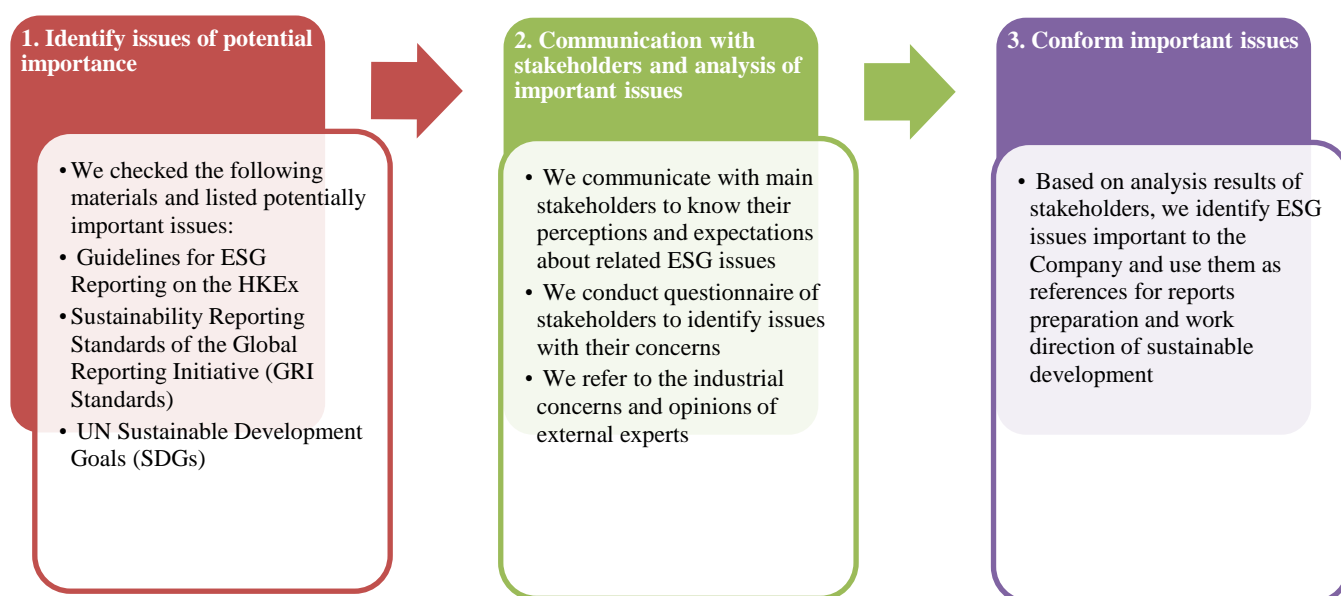 1. Identify issues of potential
importance
• We checked the following
materials and listed potentially
important issues:
• Guidelines for ESG
Reporting on the HKEx
• Sustainability Reporting
Standards of the Global
Reporting Initiative (GRI
Standards)
• UN Sustainable Development
Goals (SDGs)
2. Communication with
stakeholders and analysis of
important issues
• We communicate with main
stakeholders to know their
perceptions and expectations
about related ESG issues
• We conduct questionnaire of
stakeholders to identify issues
with their concerns
• We refer to the industrial
concerns and opinions of
external experts
3. Conform important issues
• Based on analysis results of
stakeholders, we identify ESG
issues important to the
Company and use them as
references for reports
preparation and work
direction of sustainable
development